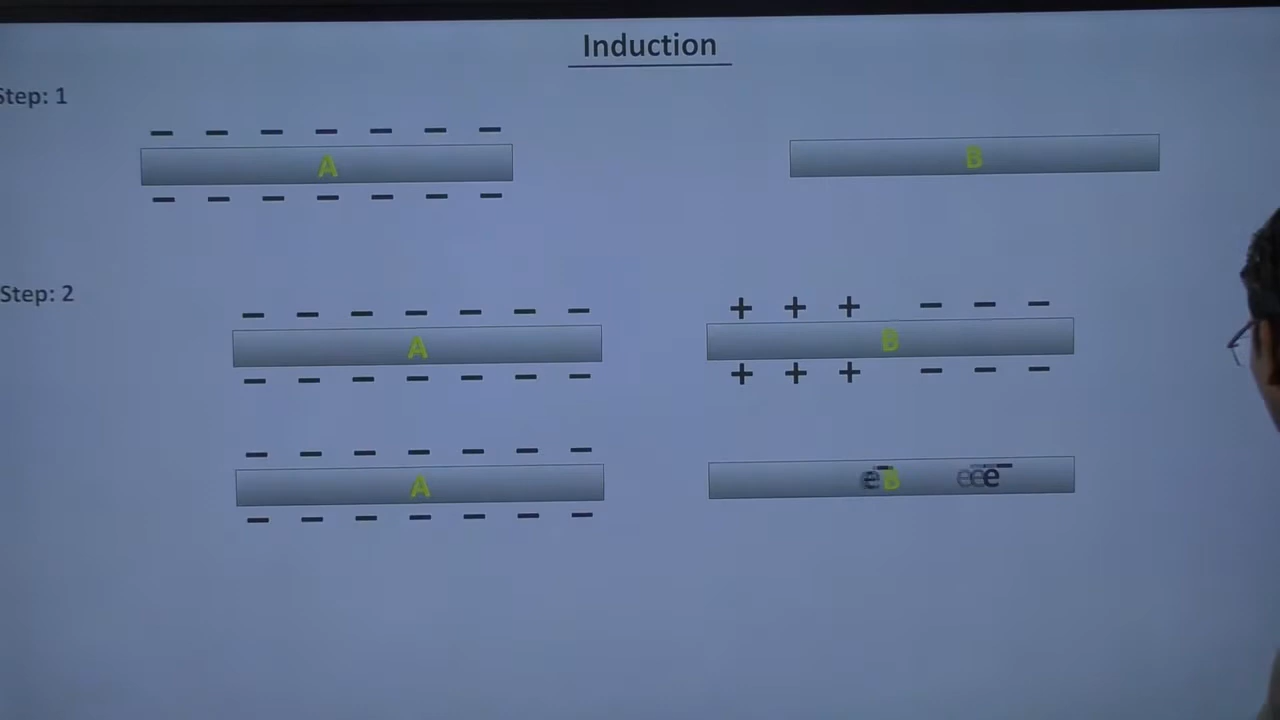 Induction
Step: 1
– – – – – – –
A
B
– – – – – – –
Step: 2
– – – – – – – + + + – – –
A
B
– – – – – – – + + + – – –
– – – – – – –
A
e⁻ B e e e⁻
– – – – – – –